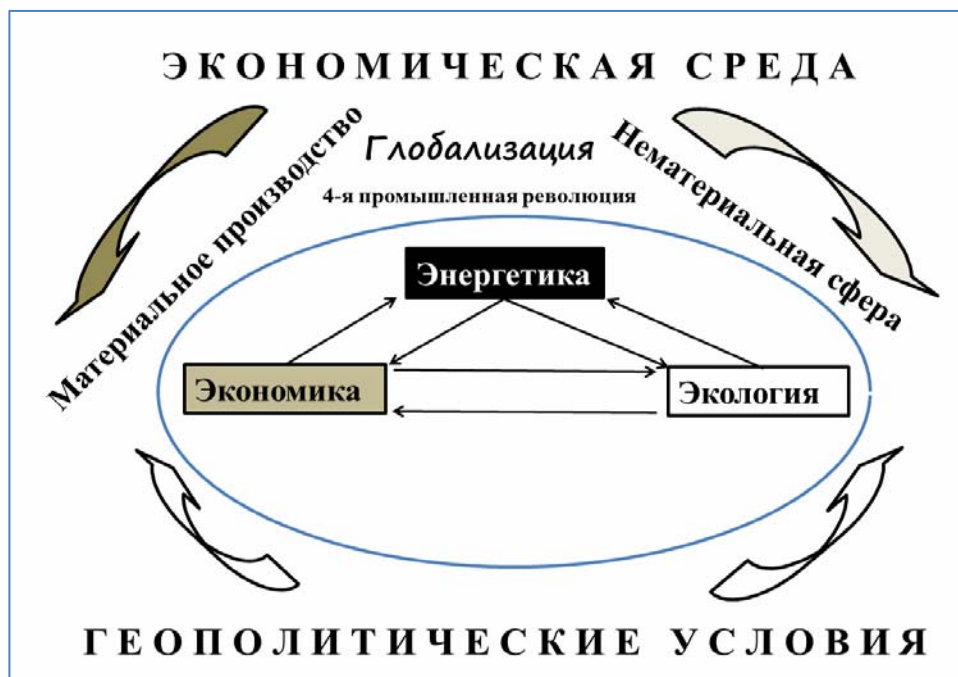 ЭКОНОМИЧЕСКАЯ СРЕДА
Материальное производство
Глобализация
Нематериальная сфера
4-я промышленная революция
Энергетика
Экономика
Экология
ГЕОПОЛИТИЧЕСКИЕ УСЛОВИЯ